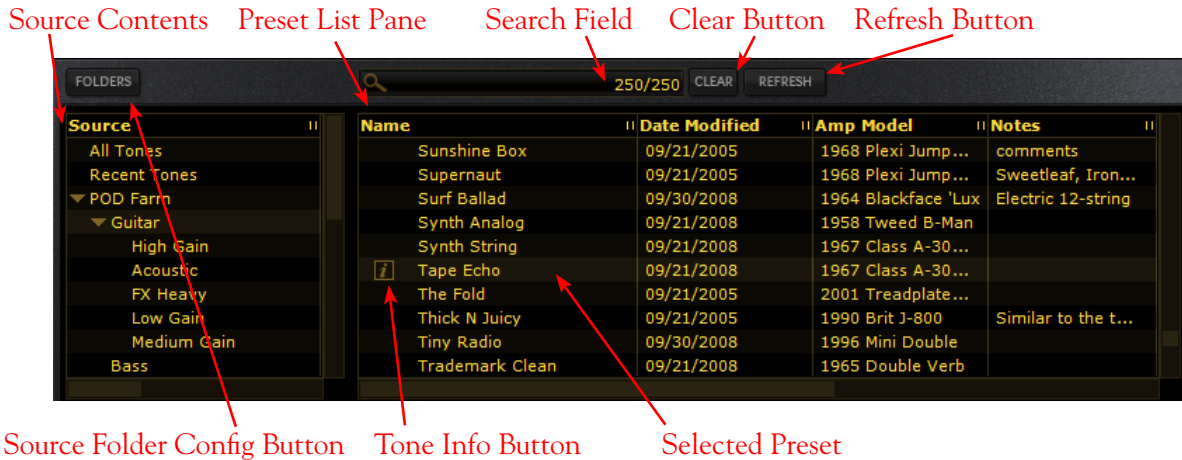 Source Contents Preset List Pane Search Field Clear Button Refresh Button
FOLDERS 250/250 CLEAR REFRESH
Source Name Date Modified Amp Model Notes
All Tones Sunshine Box 09/21/2005 1968 Plexi Jump... comments
Recent Tones Supernaut 09/21/2005 1968 Plexi Jump... Sweetleaf, Iron...
POD Farm Surf Ballad 09/30/2008 1964 Blackface 'Lux Electric 12-string
Guitar Synth Analog 09/21/2008 1958 Tweed B-Man
High Gain Synth String 09/21/2008 1967 Class A-30...
Acoustic i Tape Echo 09/21/2008 1967 Class A-30...
FX Heavy The Fold 09/21/2005 2001 Treadplate...
Low Gain Thick N Juicy 09/21/2005 1990 Brit J-800 Similar to the t...
Medium Gain Tiny Radio 09/30/2008 1996 Mini Double
Bass Trademark Clean 09/21/2008 1965 Double Verb
Source Folder Config Button Tone Info Button Selected Preset